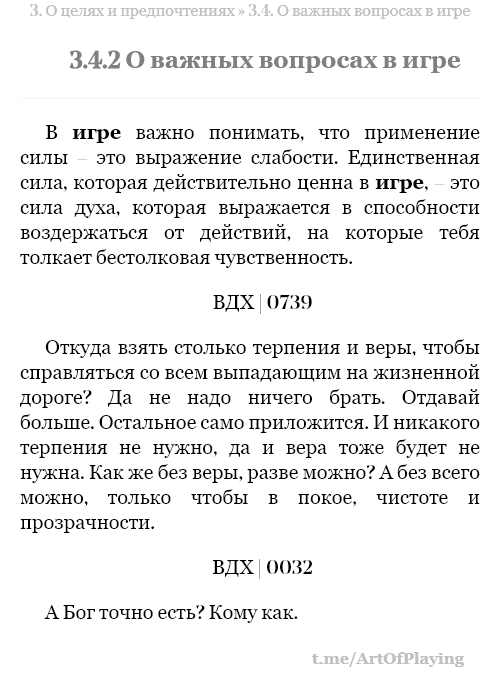 3. О целях и предпочтениях » 3.4. О важных вопросах в игре
3.4.2 О важных вопросах в игре
В игре важно понимать, что применение
силы – это выражение слабости. Единственная
сила, которая действительно ценна в игре, – это
сила духа, которая выражается в способности
воздержаться от действий, на которые тебя
толкает бестолковая чувственность.
ВДХ | 0739
Откуда взять столько терпения и веры, чтобы
справляться со всем выпадающим на жизненной
дороге? Да не надо ничего брать. Отдавай
больше. Остальное само приложится. И никакого
терпения не нужно, да и вера тоже будет не
нужна. Как же без веры, разве можно? А без всего
можно, только чтобы в покое, чистоте и
прозрачности.
ВДХ | 0032
А Бог точно есть? Кому как.
t.me/ArtOfPlaying